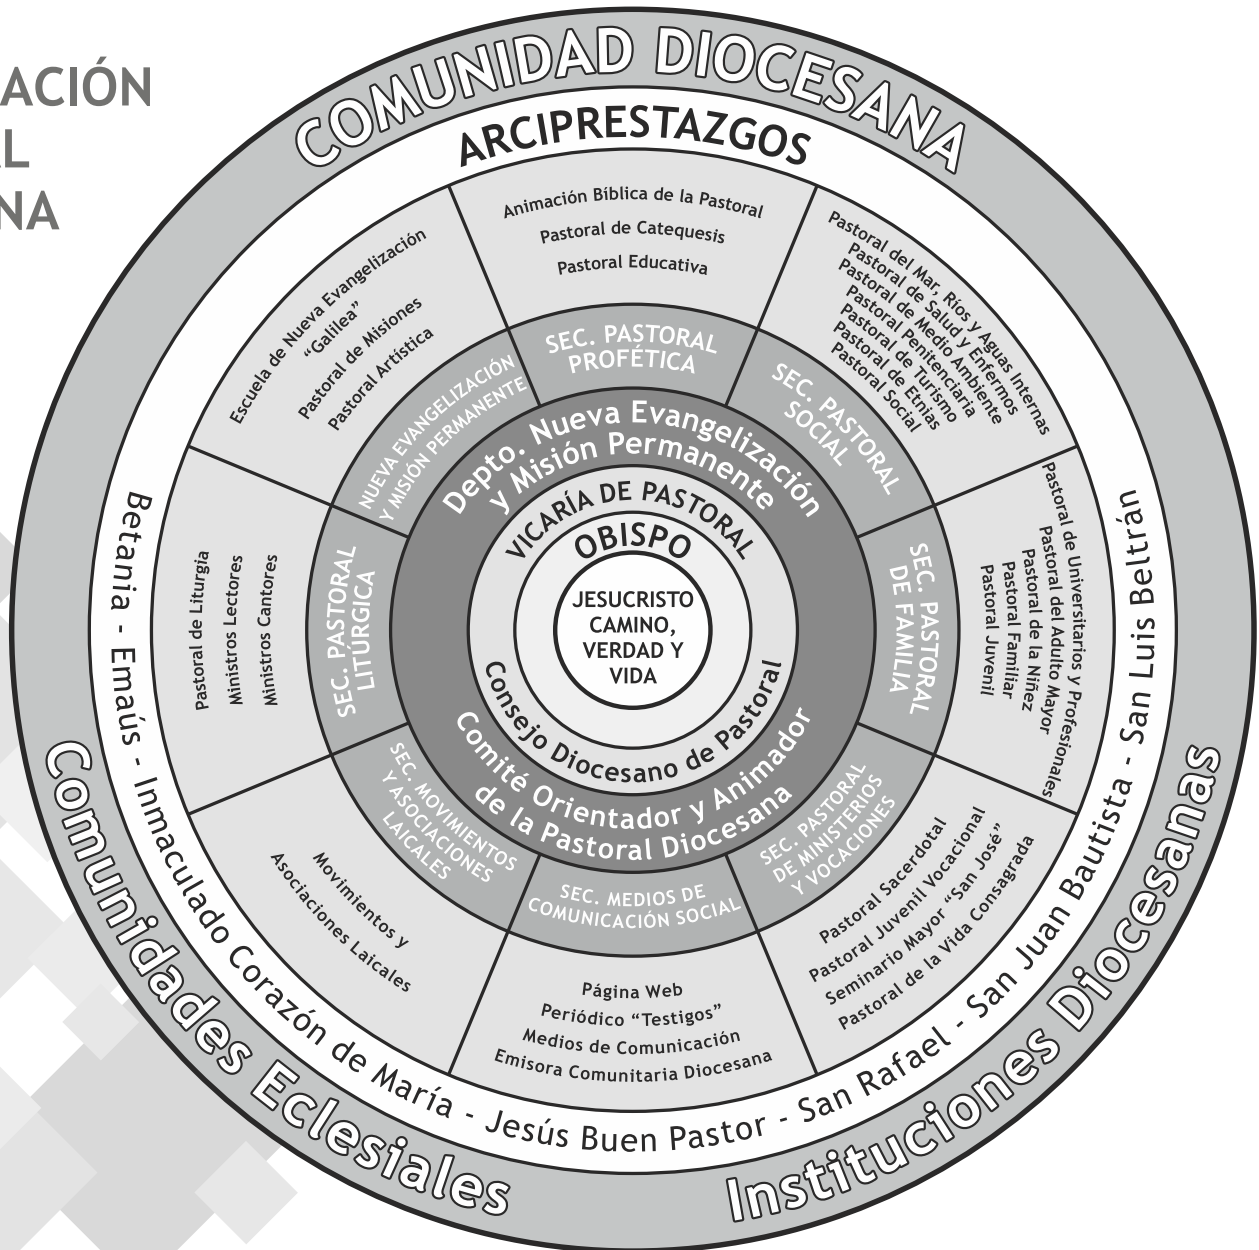 ACIÓN
AL
NA
COMUNIDAD DIOCESANA
ARCIPRESTAZGOS
Animación Bíblica de la Pastoral
Pastoral de Catequesis
Pastoral Educativa
SEC. PASTORAL
PROFÉTICA
Pastoral del Mar, Ríos y Aguas Internas
Pastoral de Salud y Enfermos
Pastoral de Medio Ambiente
Pastoral Penitenciaria
Pastoral de Turismo
Pastoral de Etnias
Pastoral Social
SEC. PASTORAL
SOCIAL
Pastoral de Universitarios y Profesionales
Pastoral del Adulto Mayor
Pastoral de la Niñez
Pastoral Familiar
Pastoral Juvenil
SEC. PASTORAL
DE FAMILIA
Pastoral Sacerdotal
Pastoral Juvenil Vocacional
Seminario Mayor “San José”
Pastoral de la Vida Consagrada
SEC. PASTORAL
DE MINISTERIOS
Y VOCACIONES
SEC. MEDIOS DE
COMUNICACIÓN SOCIAL
Página Web
Periódico “Testigos”
Medios de Comunicación
Emisora Comunitaria Diocesana
SEC. MOVIMIENTOS
Y ASOCIACIONES
LAICALES
Movimientos y
Asociaciones Laicales
SEC. PASTORAL
LITÚRGICA
Pastoral de Liturgia
Ministros Lectores
Ministros Cantores
Escuela de Nueva Evangelización
“Galilea”
Pastoral de Misiones
Pastoral Artística
NUEVA EVANGELIZACIÓN
Y MISIÓN PERMANENTE
Depto. Nueva Evangelización
y Misión Permanente
VICARÍA DE PASTORAL
OBISPO
JESUCRISTO
CAMINO,
VERDAD Y
VIDA
Consejo Diocesano de Pastoral
Comité Orientador y Animador
de la Pastoral Diocesana
Betania - Emaús - Inmaculado Corazón de María - Jesús Buen Pastor - San Rafael - San Juan Bautista - San Luis Beltrán
Comunidades Eclesiales
Instituciones Diocesanas